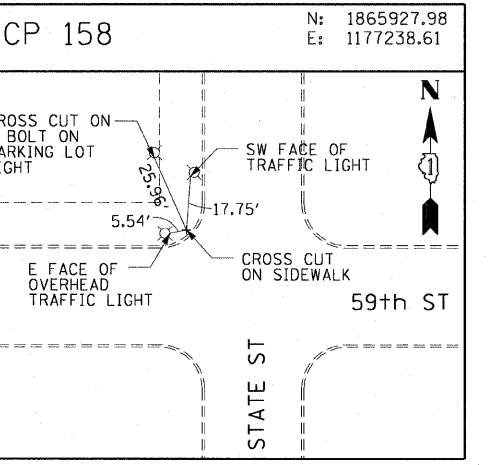 CP 158
N: 1865927.98
E: 1177238.61
ROSS CUT ON
BOLT ON
ARKING LOT
IGHT
N
1
SW FACE OF
TRAFFIC LIGHT
25.96'
17.75'
5.54'
E FACE OF
OVERHEAD
TRAFFIC LIGHT
CROSS CUT
ON SIDEWALK
59th ST
STATE ST